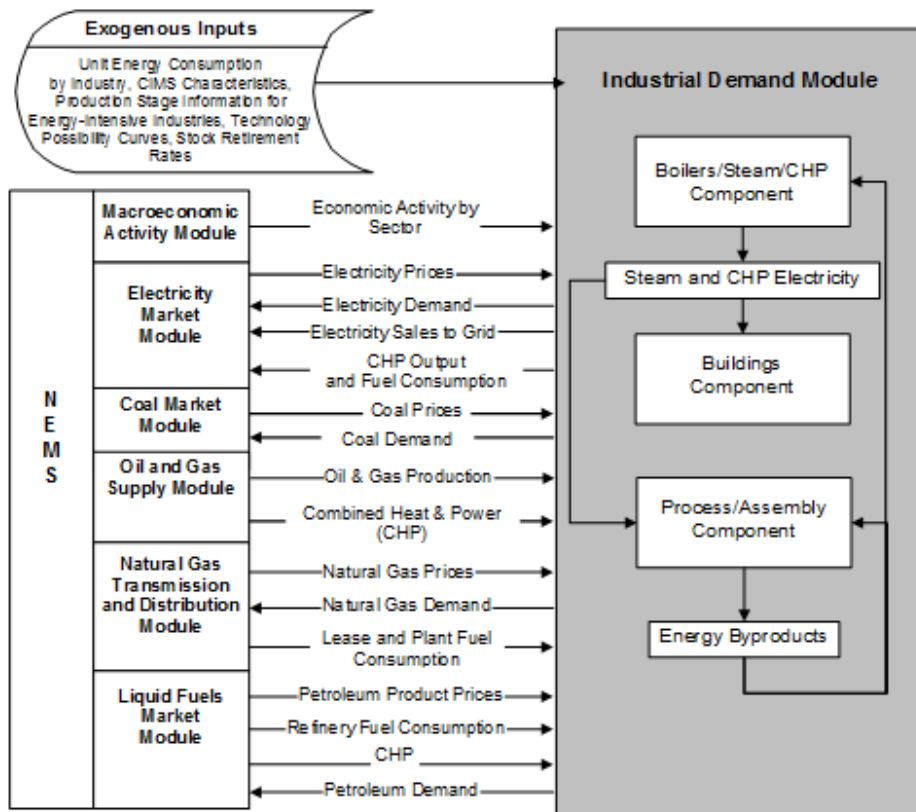 Exogenous Inputs
Unit Energy Consumption
by Industry, CIMS Characteristics,
Production Stage Information for
Energy-Intensive Industries, Technology
Possibility Curves, Stock Retirement
Rates
Industrial Demand Module
Boilers/Steam/CHP
Component
Steam and CHP Electricity
Buildings
Component
Process/Assembly
Component
Energy Byproducts
N
E
M
S
Macroeconomic
Activity Module
Economic Activity by
Sector
Electricity
Market
Module
Electricity Prices
Electricity Demand
Electricity Sales to Grid
CHP Output
and Fuel Consumption
Coal Market
Module
Coal Prices
Coal Demand
Oil and Gas
Supply Module
Oil & Gas Production
Combined Heat & Power
(CHP)
Natural Gas
Transmission
and Distribution
Module
Natural Gas Prices
Natural Gas Demand
Lease and Plant Fuel
Consumption
Liquid Fuels
Market
Module
Petroleum Product Prices
Refinery Fuel Consumption
CHP
Petroleum Demand